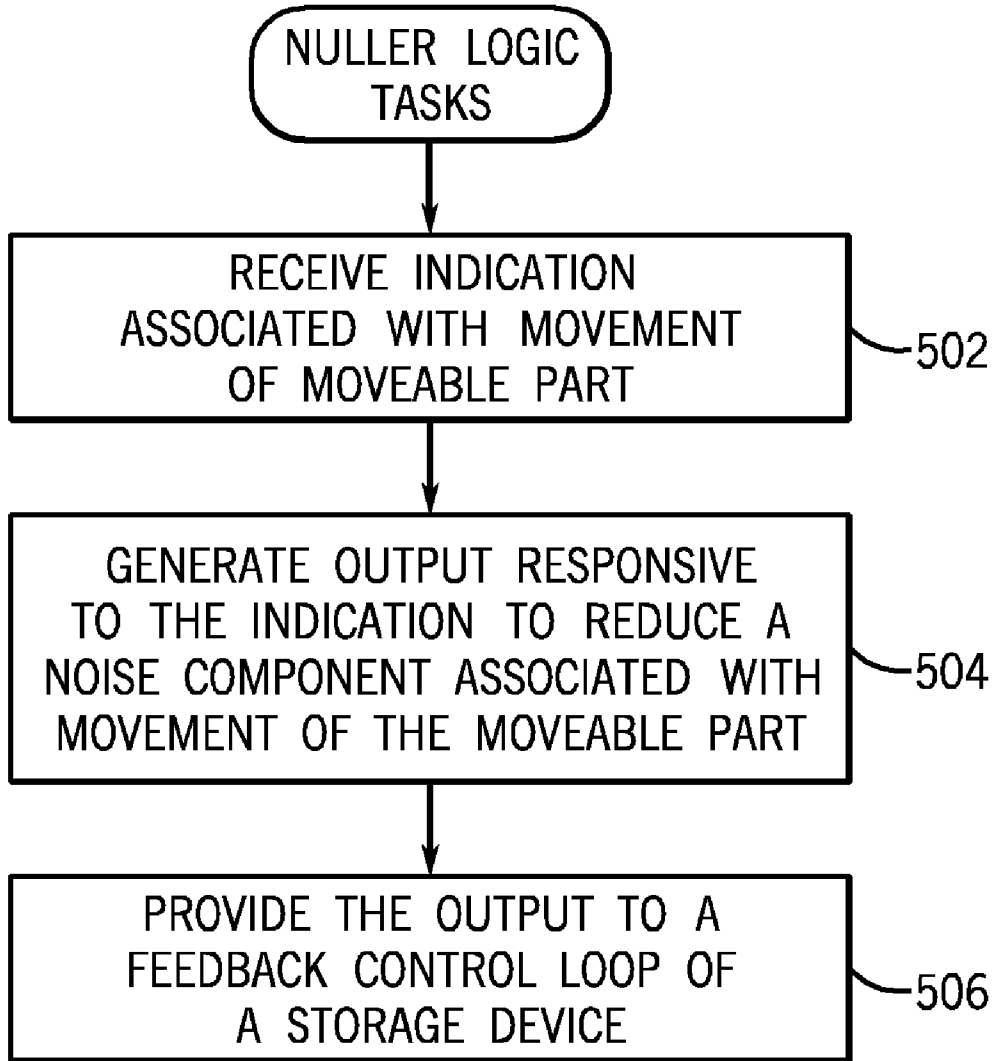 NULLER LOGIC
TASKS
RECEIVE INDICATION
ASSOCIATED WITH MOVEMENT
OF MOVEABLE PART
502
GENERATE OUTPUT RESPONSIVE
TO THE INDICATION TO REDUCE A
NOISE COMPONENT ASSOCIATED WITH
MOVEMENT OF THE MOVEABLE PART
504
PROVIDE THE OUTPUT TO A
FEEDBACK CONTROL LOOP OF
A STORAGE DEVICE
506